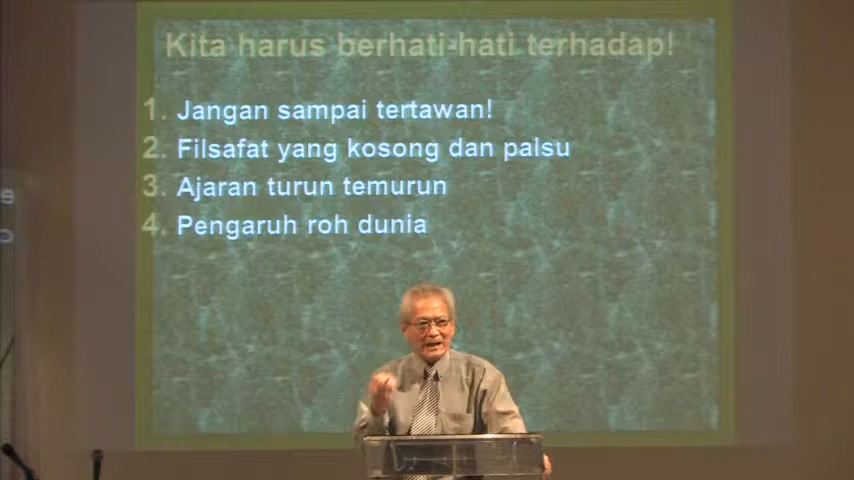 Kita harus berhati-hati terhadap!
1. Jangan sampai tertawan!
2. Filsafat yang kosong dan palsu
3. Ajaran turun temurun
4. Pengaruh roh dunia